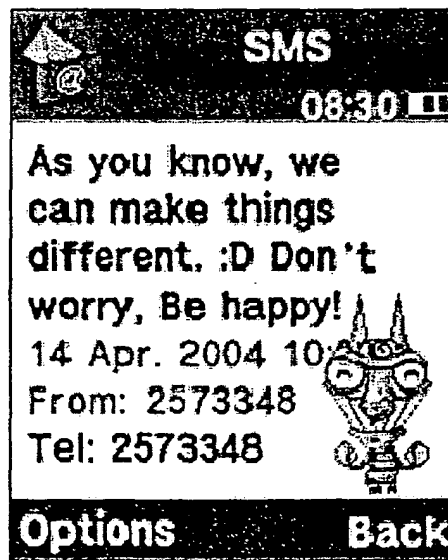 @
SMS
08:30
As you know, we
can make things
different. :D Don't
worry, Be happy!
14 Apr. 2004
From: 2573348
Tel: 2573348
Options Back